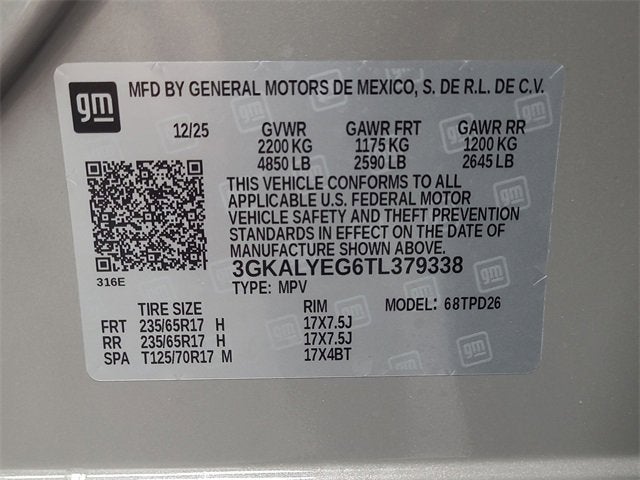 gm
MFD BY GENERAL MOTORS DE MEXICO, S. DE R.L. DE C.V.
12/25 GVWR GAWR FRT GAWR RR
2200 KG 1175 KG 1200 KG
4850 LB 2590 LB 2645 LB
THIS VEHICLE CONFORMS TO ALL
APPLICABLE U.S. FEDERAL MOTOR
VEHICLE SAFETY AND THEFT PREVENTION
STANDARDS IN EFFECT ON THE DATE OF
MANUFACTURE SHOWN ABOVE.
3GKALYEG6TL379338
316E
TYPE: MPV
TIRE SIZE RIM MODEL: 68TPD26
FRT 235/65R17 H 17X7.5J
RR 235/65R17 H 17X7.5J
SPA T125/70R17 M 17X4BT